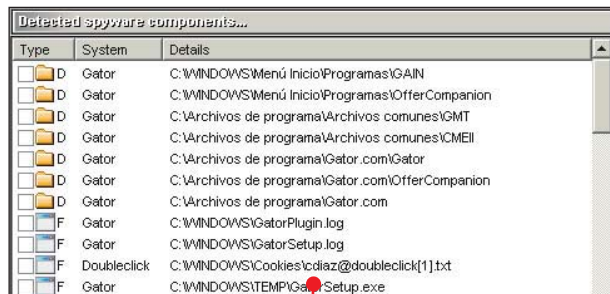 Detected spyware components...
Type System Details
D Gator C:\WINDOWS\Menú Inicio\Programas\GAIN
D Gator C:\WINDOWS\Menú Inicio\Programas\OfferCompanion
D Gator C:\Archivos de programa\Archivos comunes\GMT
D Gator C:\Archivos de programa\Archivos comunes\CMEII
D Gator C:\Archivos de programa\Gator.com\Gator
D Gator C:\Archivos de programa\Gator.com\OfferCompanion
D Gator C:\Archivos de programa\Gator.com
F Gator C:\WINDOWS\GatorPlugin.log
F Gator C:\WINDOWS\GatorSetup.log
F Doubleclick C:\WINDOWS\Cookies\cdiaz@doubleclick[1].txt
F Gator C:\WINDOWS\TEMP\GatorSetup.exe